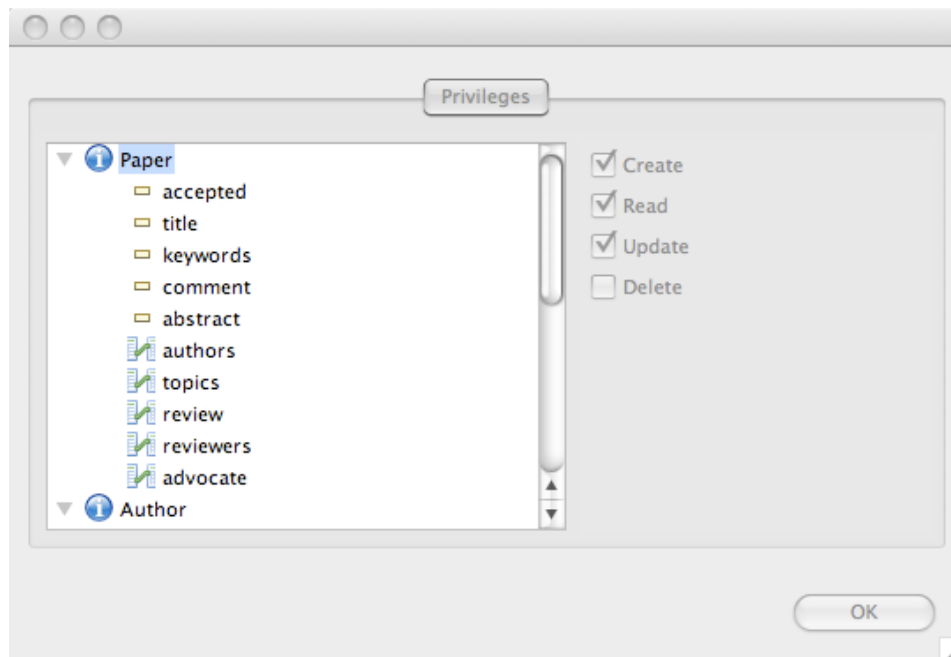 Privileges
Paper
accepted
title
keywords
comment
abstract
authors
topics
review
reviewers
advocate
Author
Create
Read
Update
Delete
OK